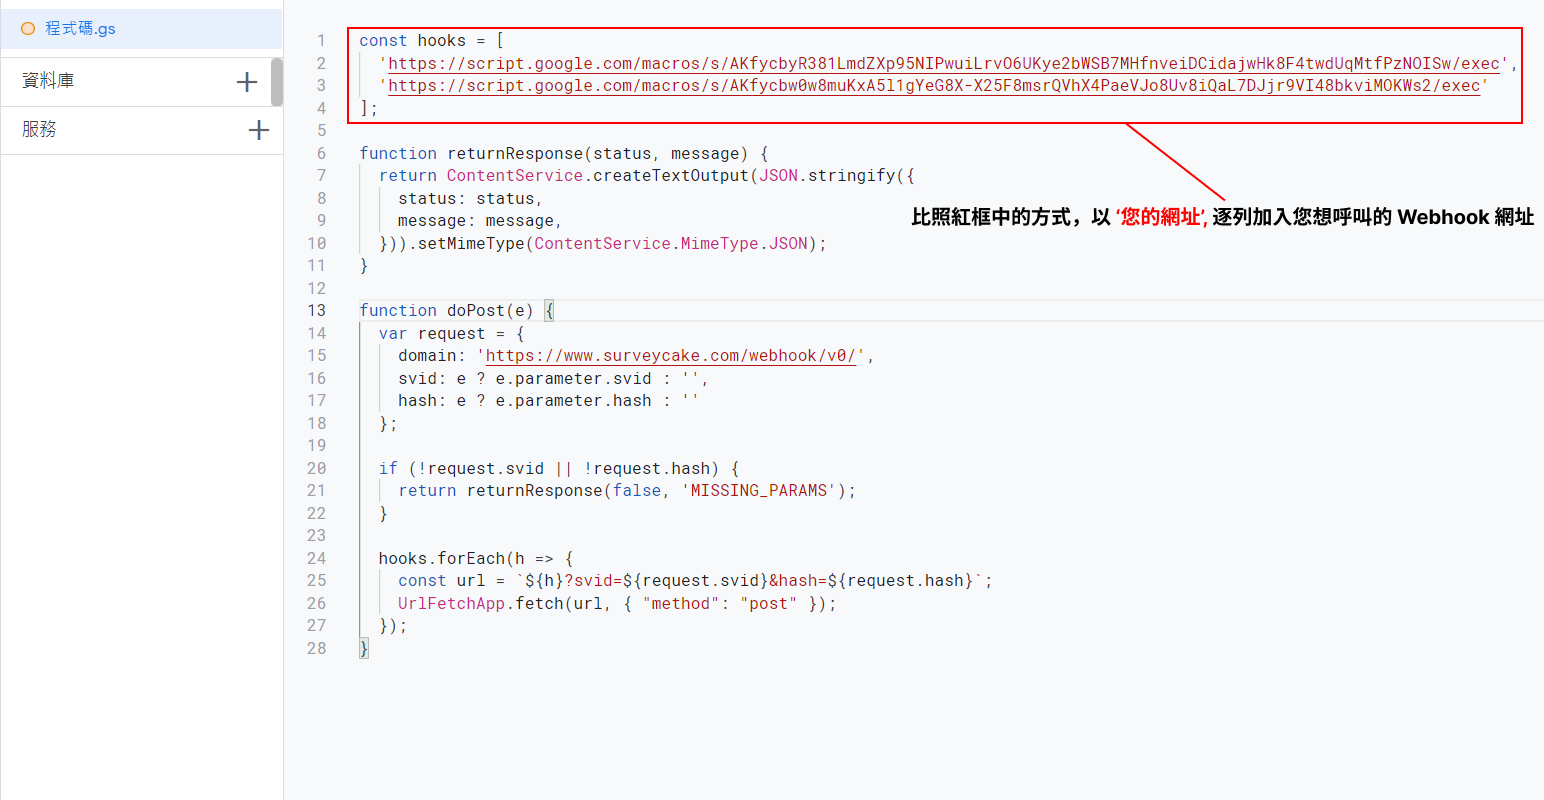 程式碼.gs
資料庫
服務
1 const hooks = [
2 'https://script.google.com/macros/s/AKfycbyR381LmdZXp95NIPwuiLrvO6UKye2bWSB7MHfnveiDCidajwHk8F4twdUqMtfPzNOISw/exec',
3 'https://script.google.com/macros/s/AKfycbw0w8muKxA5l1gYeG8X-X25F8msrQVhX4PaeVJo8Uv8iQaL7DJjr9VI48bkviMOKWs2/exec'
4 ];
5
6 function returnResponse(status, message) {
7 return ContentService.createTextOutput(JSON.stringify({
8 status: status,
9 message: message,
10 })).setMimeType(ContentService.MimeType.JSON);
11 }
12
13 function doPost(e) {
14 var request = {
15 domain: 'https://www.surveycake.com/webhook/v0/',
16 svid: e ? e.parameter.svid : '',
17 hash: e ? e.parameter.hash : ''
18 };
19
20 if (!request.svid || !request.hash) {
21 return returnResponse(false, 'MISSING_PARAMS');
22 }
23
24 hooks.forEach(h => {
25 const url = `${h}?svid=${request.svid}&hash=${request.hash}`;
26 UrlFetchApp.fetch(url, { "method": "post" });
27 });
28 }
比照紅框中的方式，以 ‘您的網址’, 逐列加入您想呼叫的 Webhook 網址